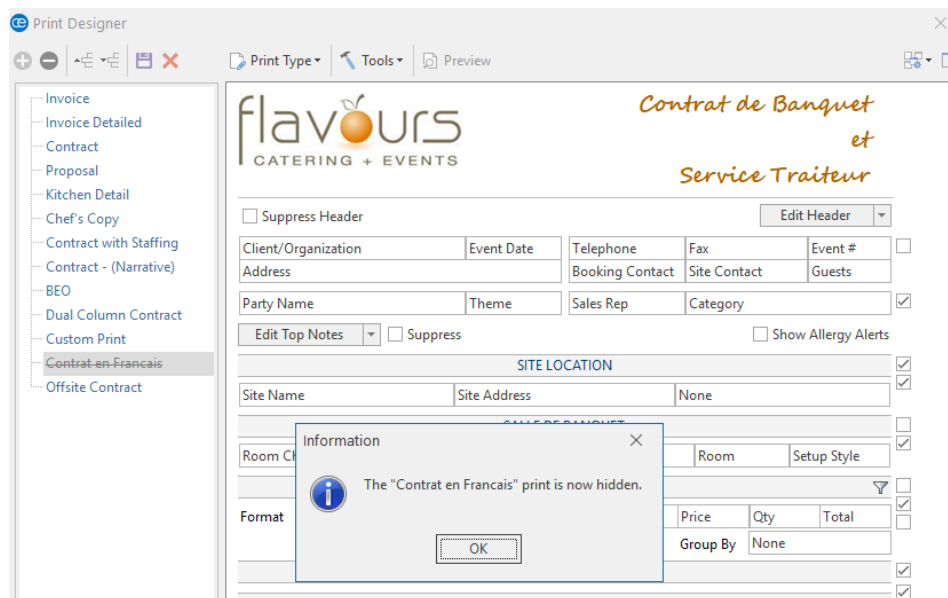 Print Designer
Print Type Tools Preview
Invoice
Invoice Detailed
Contract
Proposal
Kitchen Detail
Chef's Copy
Contract with Staffing
Contract - (Narrative)
BEO
Dual Column Contract
Custom Print
Contrat en Francais
Offsite Contract
flavours
CATERING + EVENTS
Contrat de Banquet
et
Service Traiteur
Suppress Header Edit Header
Client/Organization Event Date Telephone Fax Event #
Address Booking Contact Site Contact Guests
Party Name Theme Sales Rep Category
Edit Top Notes Suppress Show Allergy Alerts
SITE LOCATION
Site Name Site Address None
SALLE DE BANQUET
Room Room Setup Style
Format Price Qty Total
Group By None
Information
The "Contrat en Francais" print is now hidden.
OK